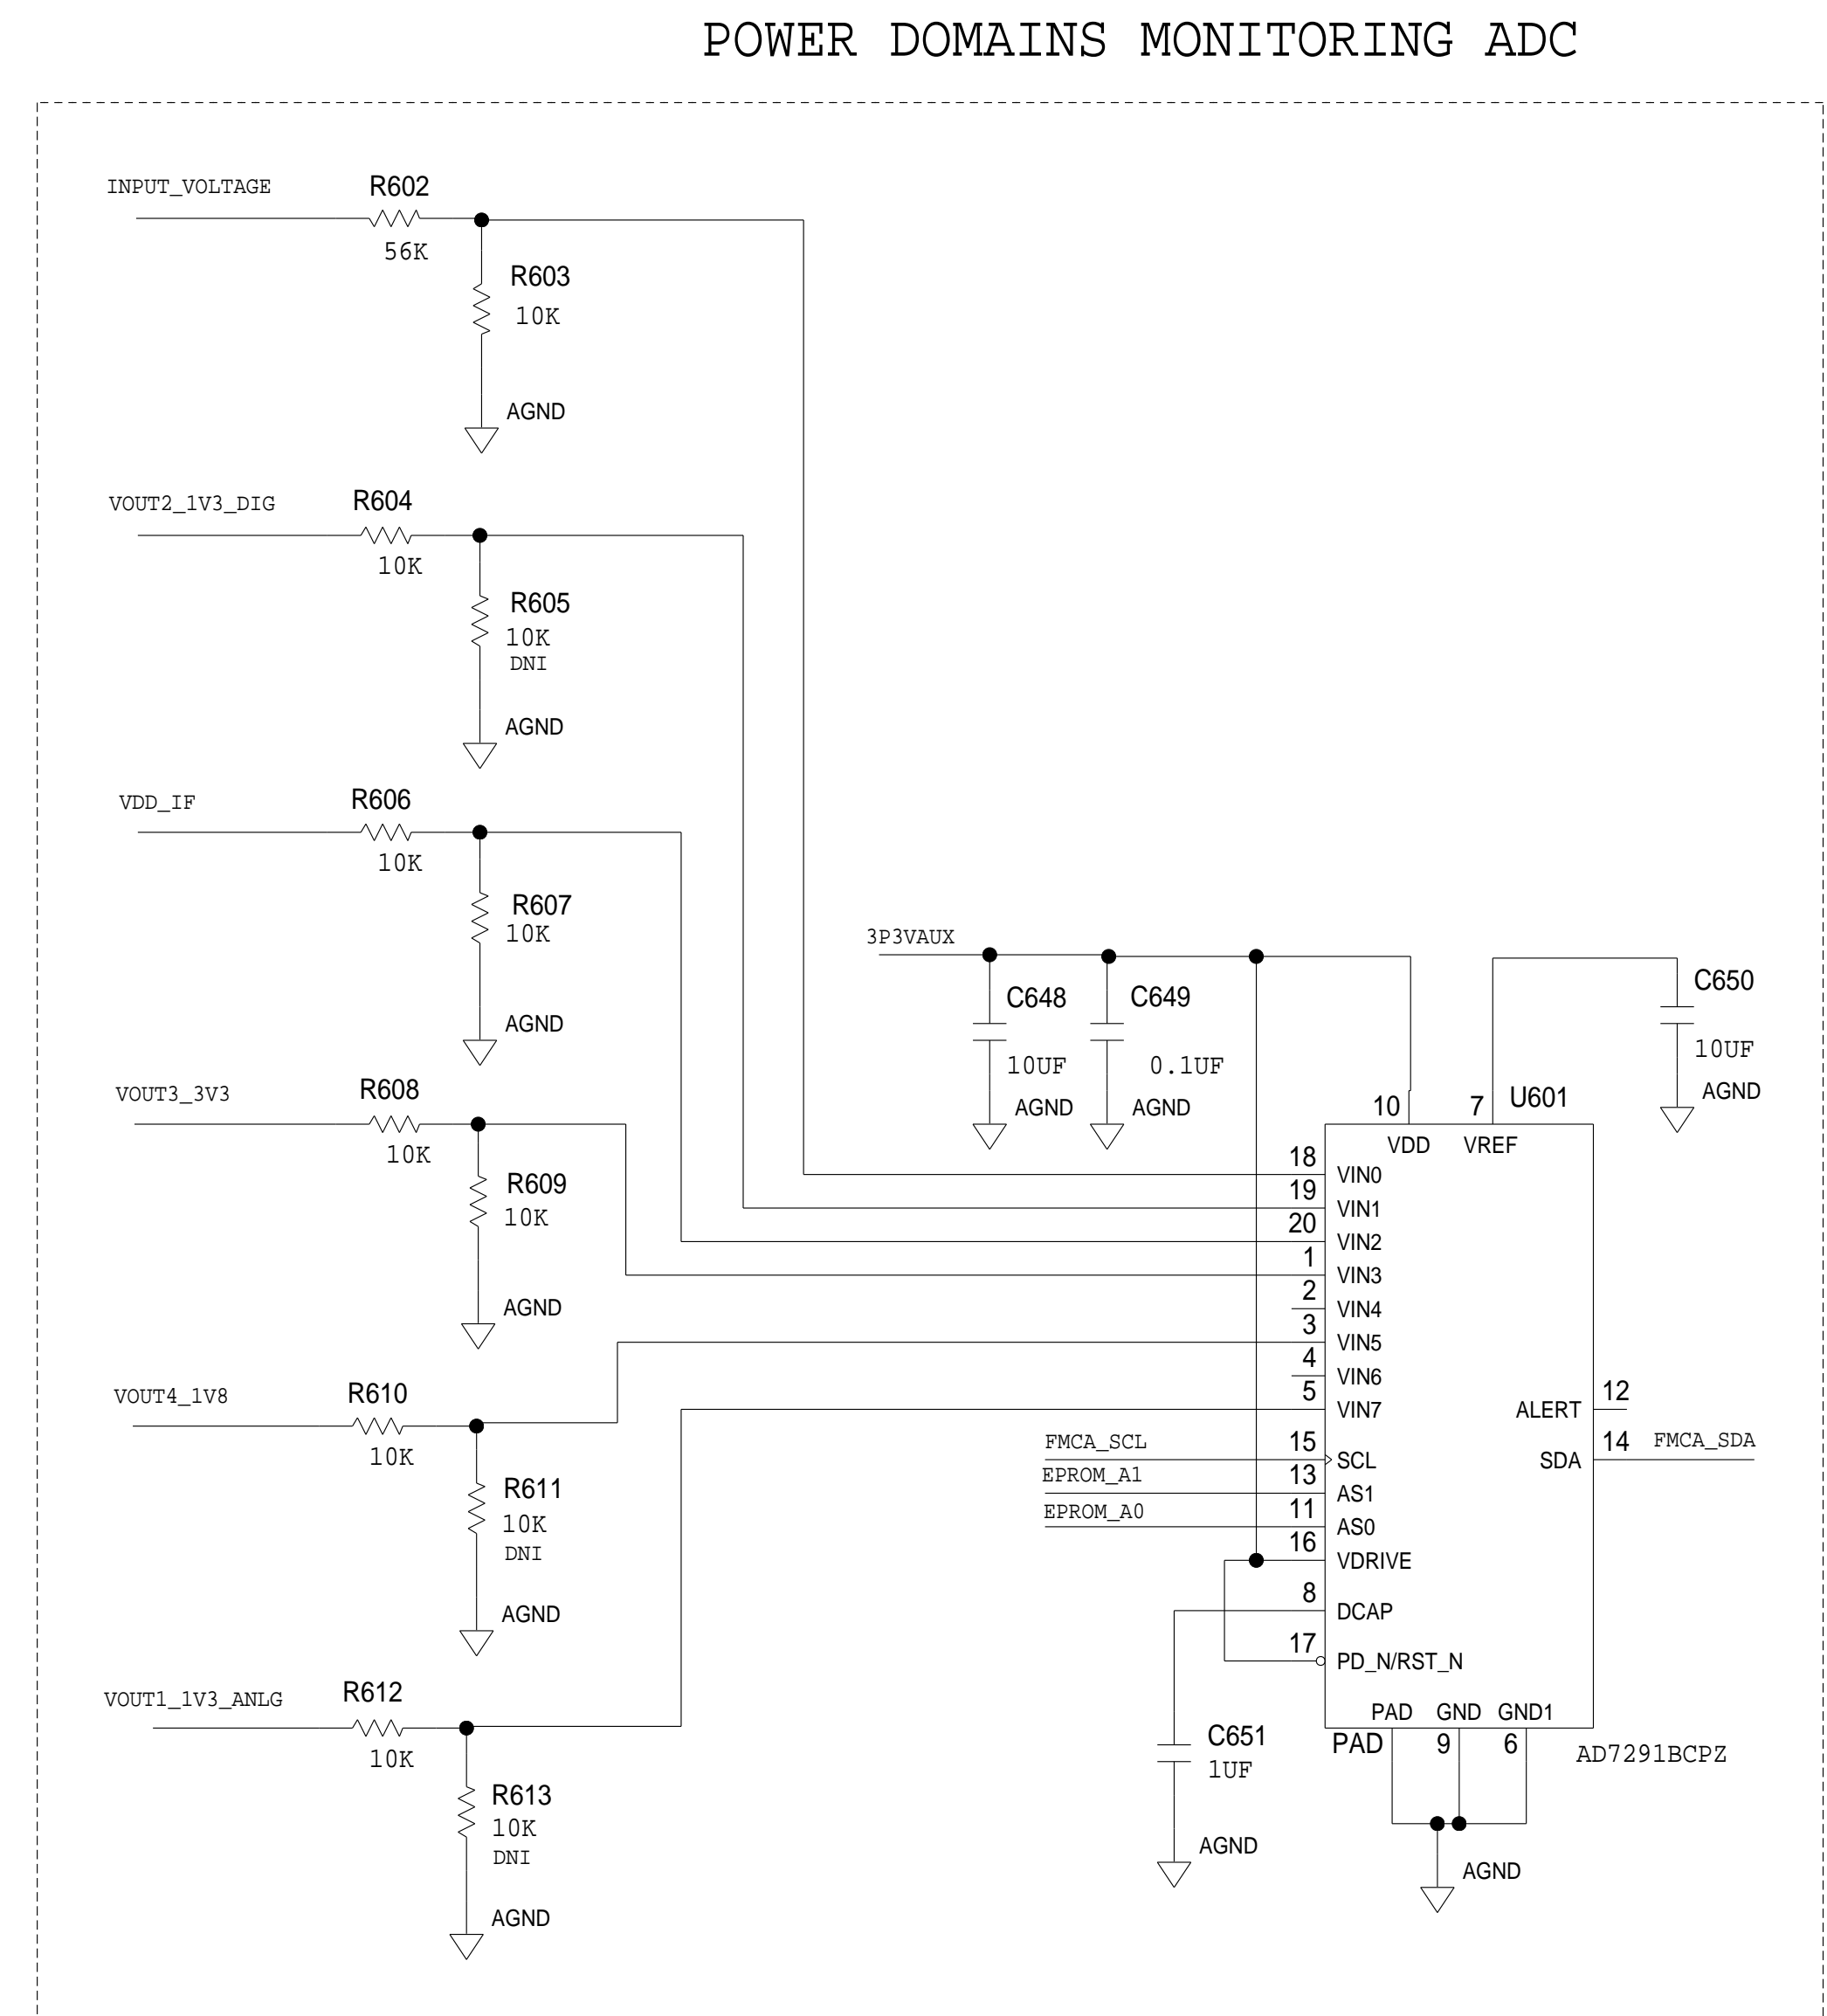 POWER DOMAINS MONITORING ADC
INPUT_VOLTAGE
R602
56K
R603
10K
AGND
VOUT2_1V3_DIG
R604
10K
R605
10K
DNI
AGND
VDD_IF
R606
10K
R607
10K
AGND
VOUT3_3V3
R608
10K
R609
10K
AGND
VOUT4_1V8
R610
10K
R611
10K
DNI
AGND
VOUT1_1V3_ANLG
R612
10K
R613
10K
DNI
AGND
3P3VAUX
C648
10UF
AGND
C649
0.1UF
AGND
C650
10UF
AGND
U601
10
7
VDD
VREF
18
VIN0
19
VIN1
20
VIN2
1
VIN3
2
VIN4
3
VIN5
4
VIN6
5
VIN7
FMCA_SCL
15
SCL
EPROM_A1
13
AS1
EPROM_A0
11
AS0
16
VDRIVE
8
DCAP
17
PD_N/RST_N
ALERT
12
SDA
14
FMCA_SDA
PAD
GND
GND1
PAD
9
6
AD7291BCPZ
C651
1UF
AGND
AGND